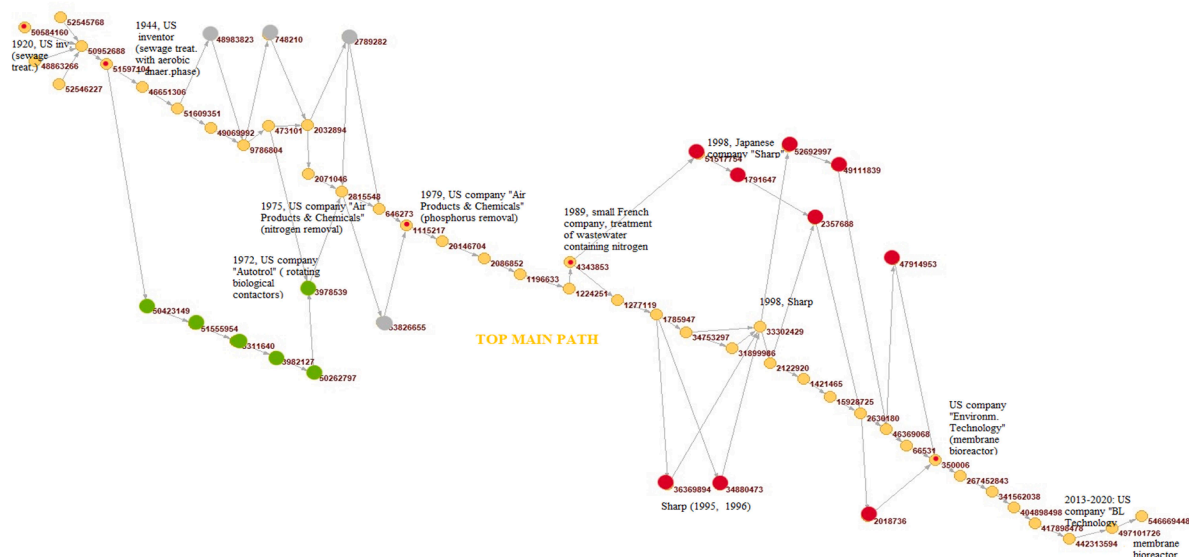 52545768
50584160
1920, US inv
(sewage
treat.)
50952688
48863266
52546227
51597104
1944, US
inventor
(sewage treat.
with aerobic
anaer.phase)
46651306
51609351
49069992
9786804
48983823
748210
2789282
473101
2032894
2071046
2815548
646273
1115217
1975, US company "Air
Products & Chemicals"
(nitrogen removal)
1972, US company
"Autotrol" ( rotating
biological
contactors)
3978539
50423149
51555954
3311640
3982127
50262797
33826655
1979, US company "Air
Products & Chemicals"
(phosphorus removal)
20146704
2086852
1196633
1224251
1989, small French
company, treatment
of wastewater
containing nitrogen
4343853
TOP MAIN PATH
1277119
1785947
34753297
31899986
1998, Sharp
33302429
1998, Japanese
company "Sharp"
51517754
1791647
52692997
49111839
2357688
47914953
2122920
1421465
15928725
2630180
46369068
66531
350006
36369894
34880473
Sharp (1995, 1996)
2018736
US company
"Environm.
Technology"
(membrane
bioreactor)
267452843
341562038
404898498
417898478
442313594
2013-2020: US
company "BL
Technology
497101726
546669448
membrane
bioreactor